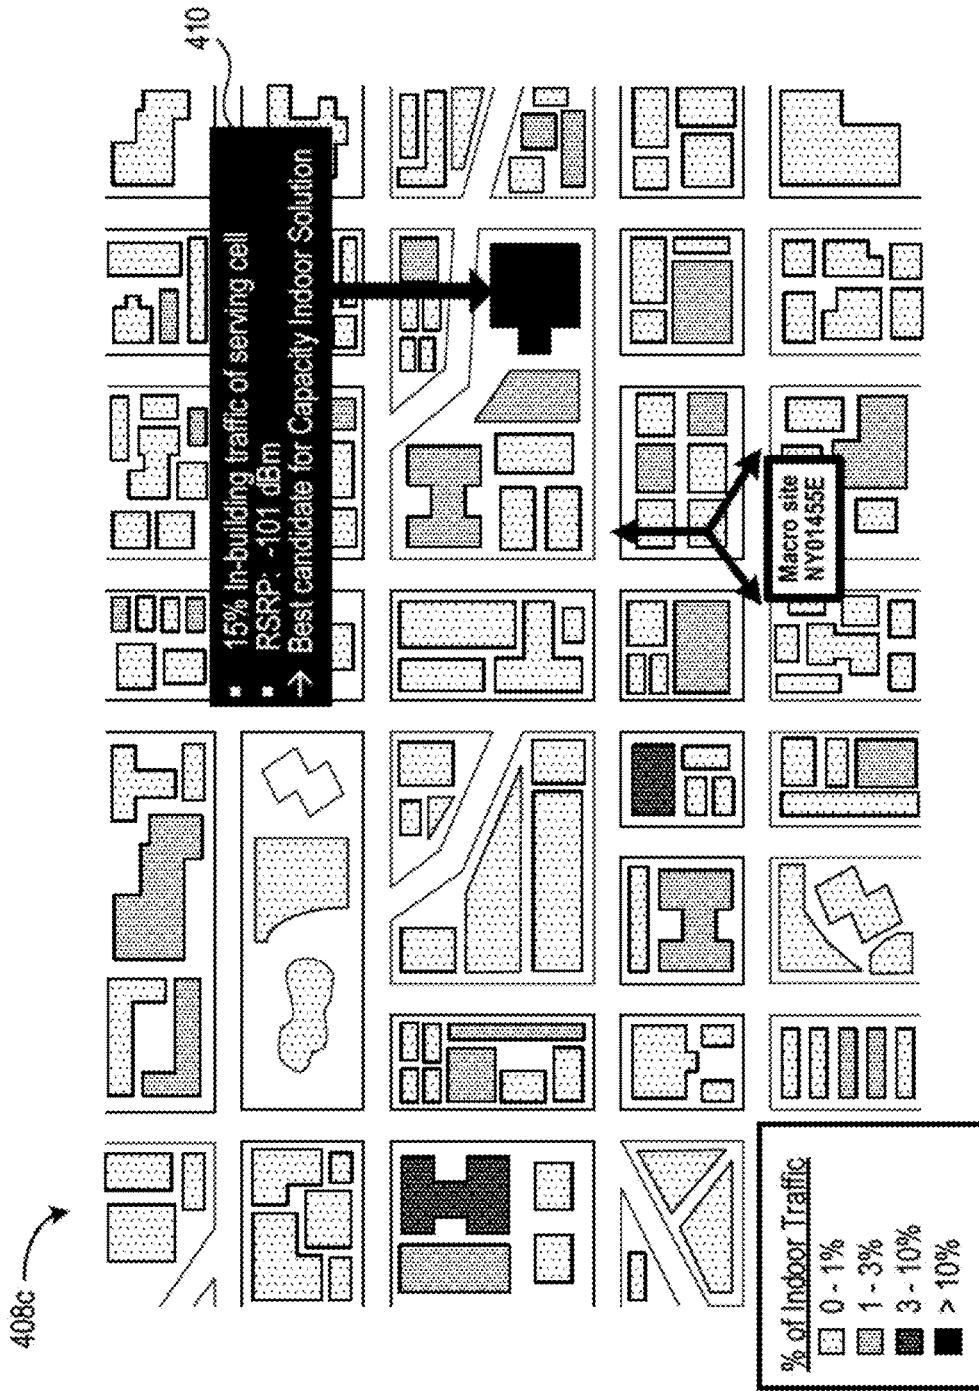 408c
410
▪ 15% In-building traffic of serving cell
▪ RSRP: -101 dBm
→ Best candidate for Capacity Indoor Solution
Macro site
NY01455E
% of Indoor Traffic
0 - 1%
1 - 3%
3 - 10%
> 10%